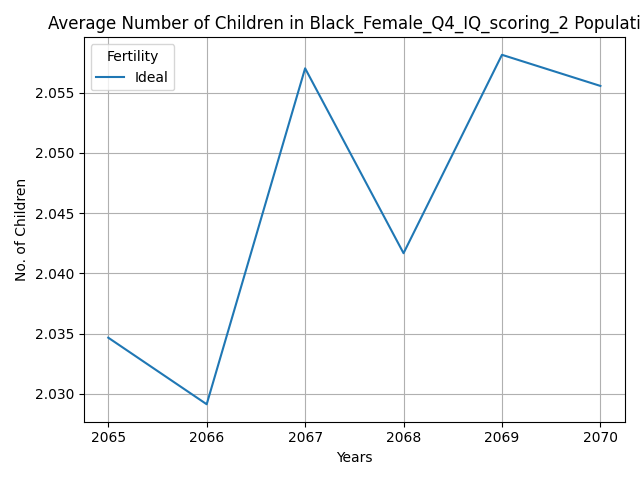 Average Number of Children in Black_Female_Q4_IQ_scoring_2 Populati
Fertility
Ideal
2.055
2.050
2.045
2.040
2.035
2.030
No. of Children
2065 2066 2067 2068 2069 2070
Years